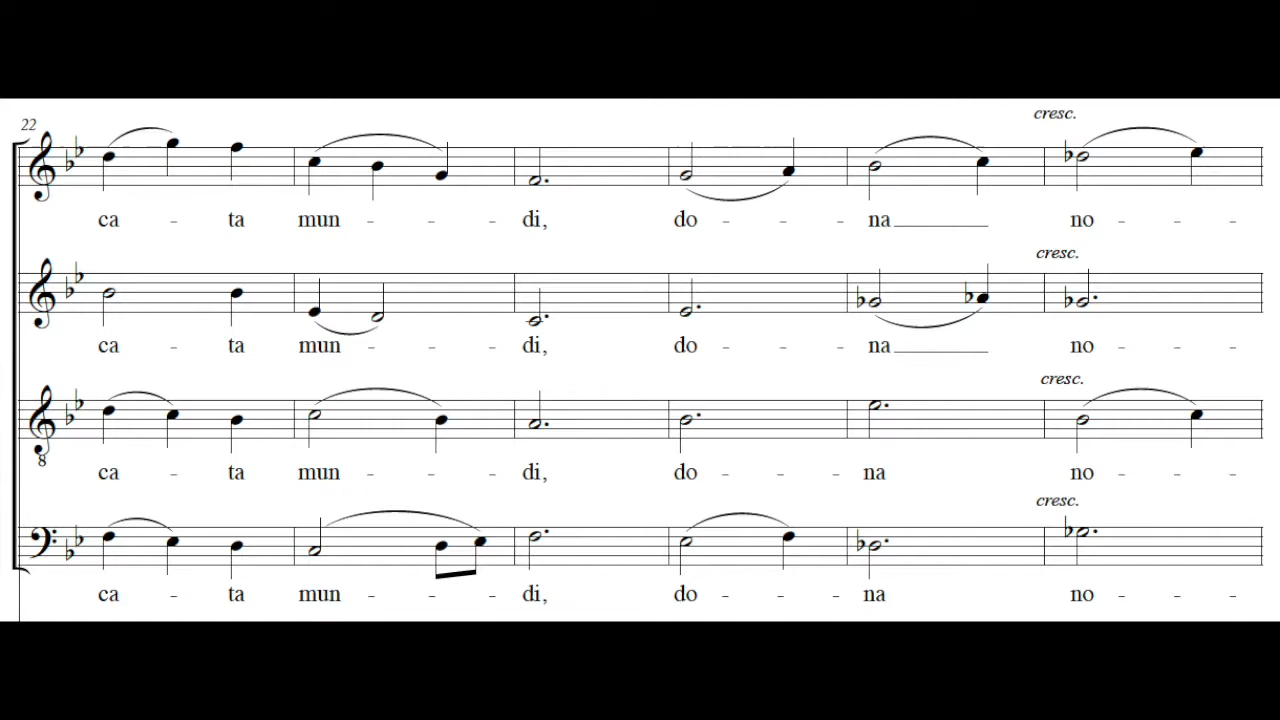 cresc.
22
ca - ta mun - - - di, do - - - na no - - -
cresc.
ca - ta mun - - - di, do - - - na no - - -
cresc.
8
ca - ta mun - - - di, do - - - na no - - -
cresc.
ca - ta mun - - - di, do - - - na no - - -